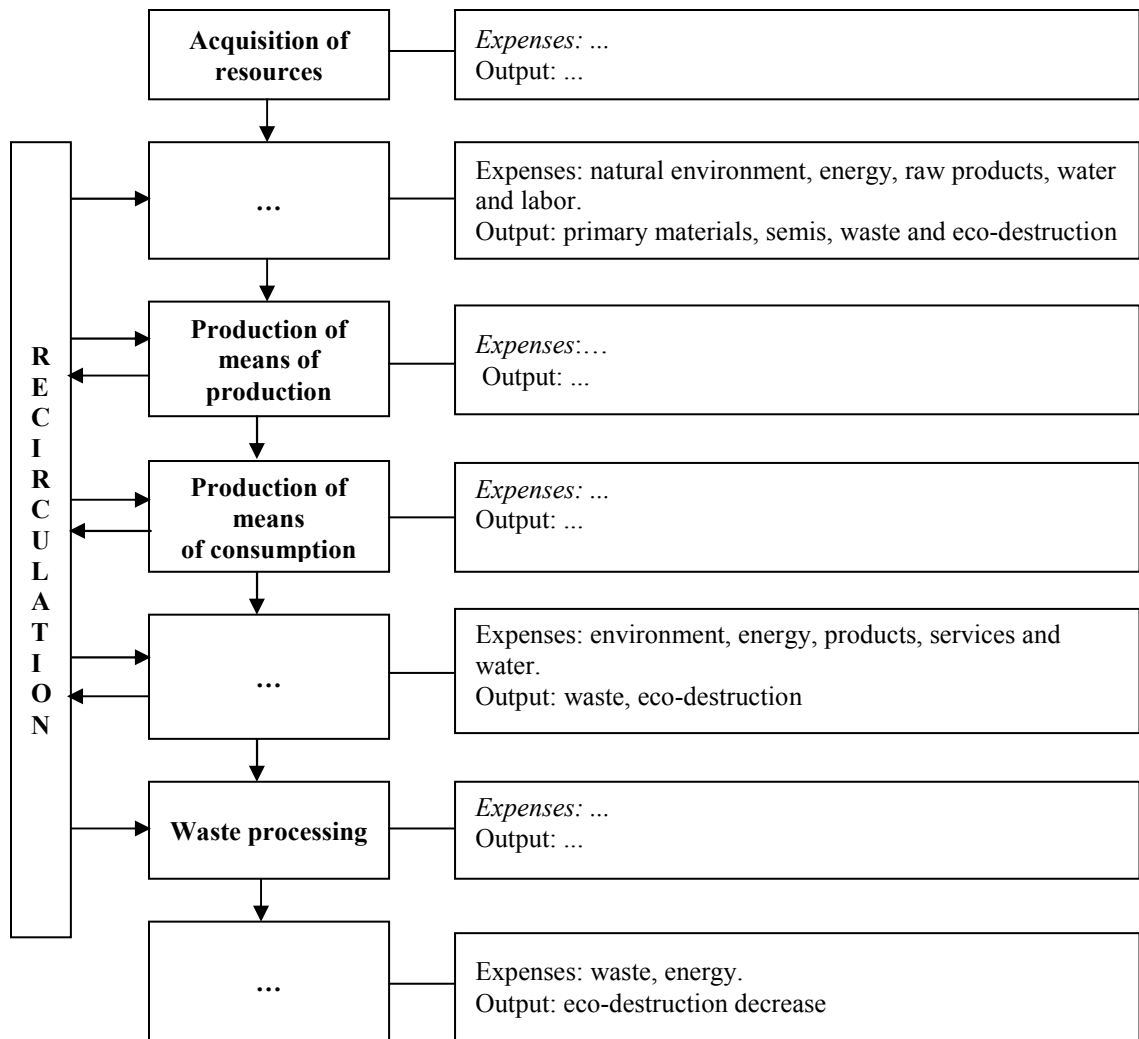 Acquisition of
resources
Expenses: ...
Output: ...
RECIRCULATION
...
Expenses: natural environment, energy, raw products, water
and labor.
Output: primary materials, semis, waste and eco-destruction
Production of
means of
production
Expenses:…
Output: ...
Production of
means
of consumption
Expenses: ...
Output: ...
...
Expenses: environment, energy, products, services and
water.
Output: waste, eco-destruction
Waste processing
Expenses: ...
Output: ...
...
Expenses: waste, energy.
Output: eco-destruction decrease